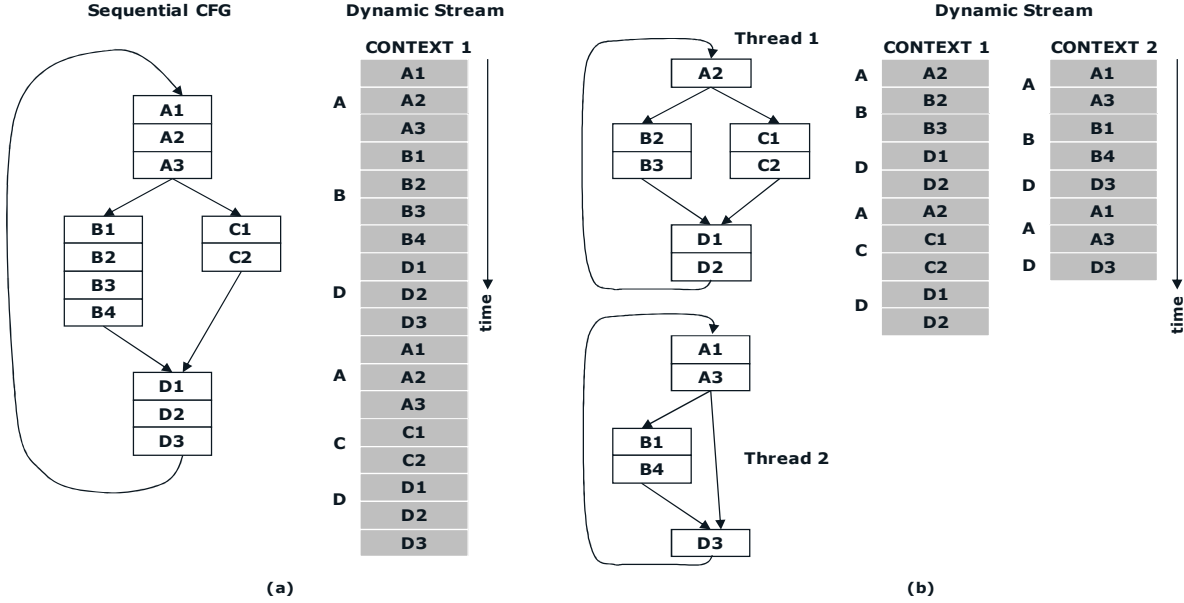 Sequential CFG
A1
A2
A3
B1
B2
B3
B4
C1
C2
D1
D2
D3
Dynamic Stream
CONTEXT 1
A1
A
A2
A3
B1
B
B2
B3
B4
D1
D
D2
D3
A1
A
A2
A3
C1
C
C2
D1
D
D2
D3
time
(a)
Thread 1
A2
B2
B3
C1
C2
D1
D2
A1
A3
B1
B4
Thread 2
D3
Dynamic Stream
CONTEXT 1
A
A2
B
B2
B3
D1
D
D2
A
A2
C
C1
C2
D1
D
D2
CONTEXT 2
A1
A
A3
B1
B
B4
D
D3
A1
A
A3
D
D3
time
(b)